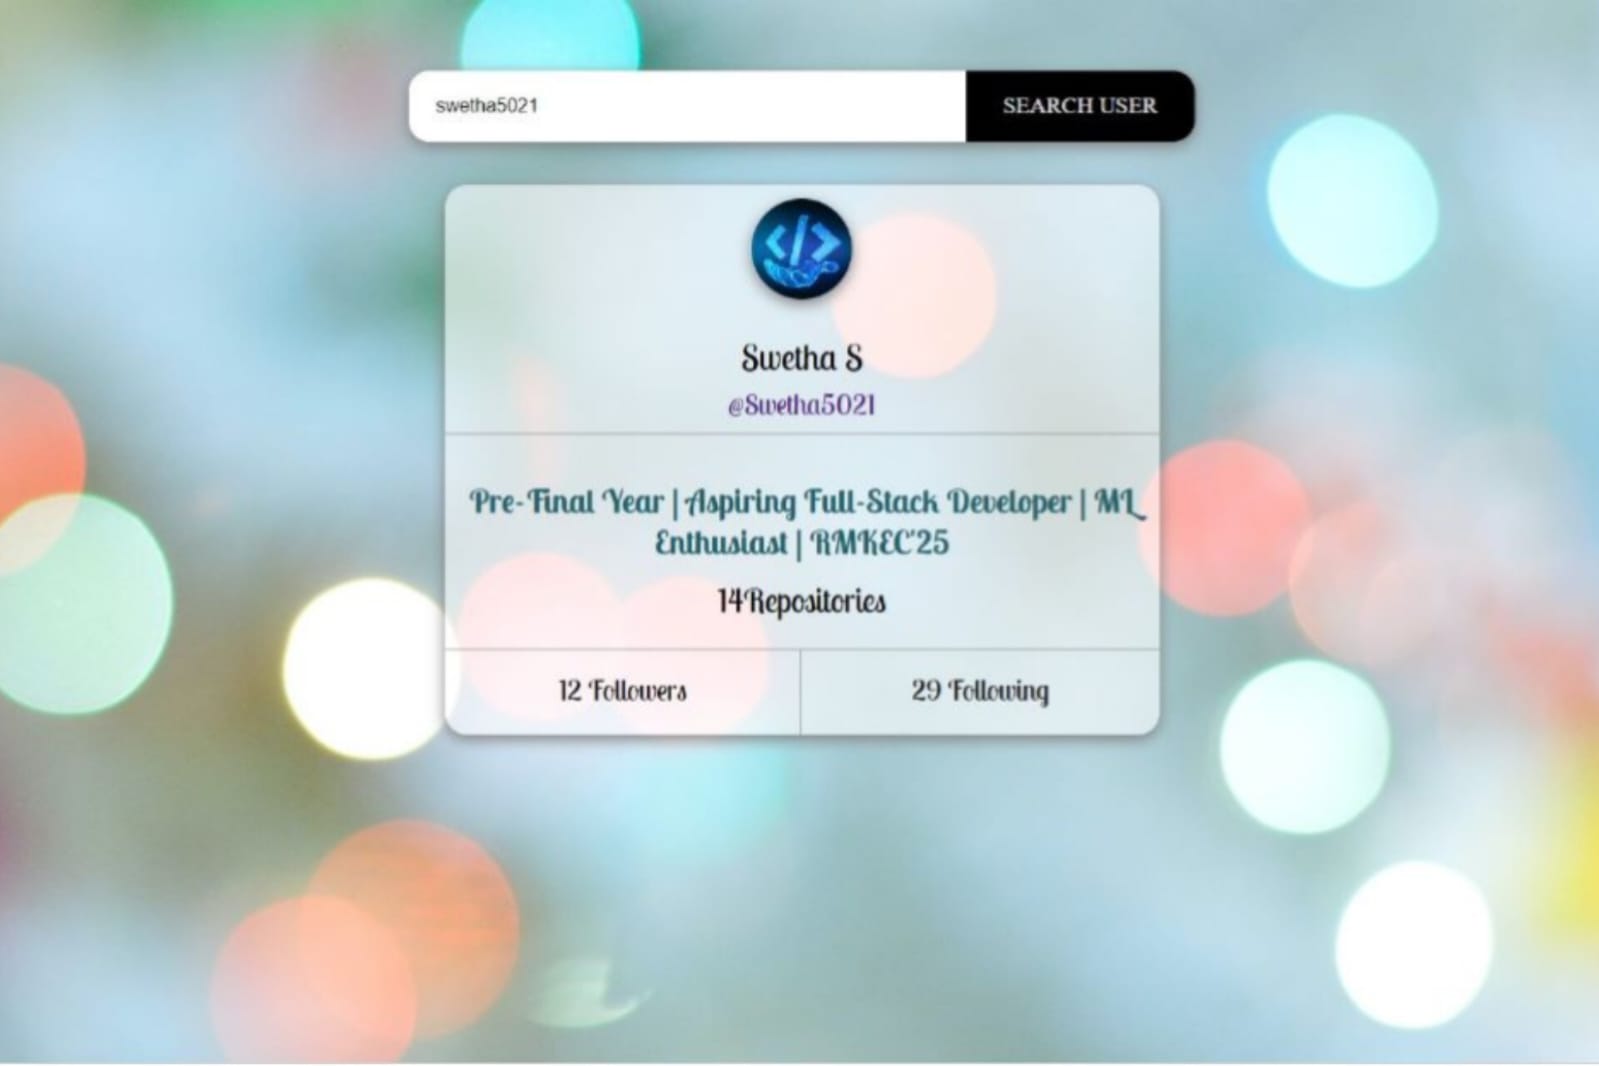 swetha5021
SEARCH USER
Swetha S
@Swetha5021
Pre-Final Year | Aspiring Full-Stack Developer | ML
Enthusiast | RMKEC'25
14Repositories
12 Followers
29 Following